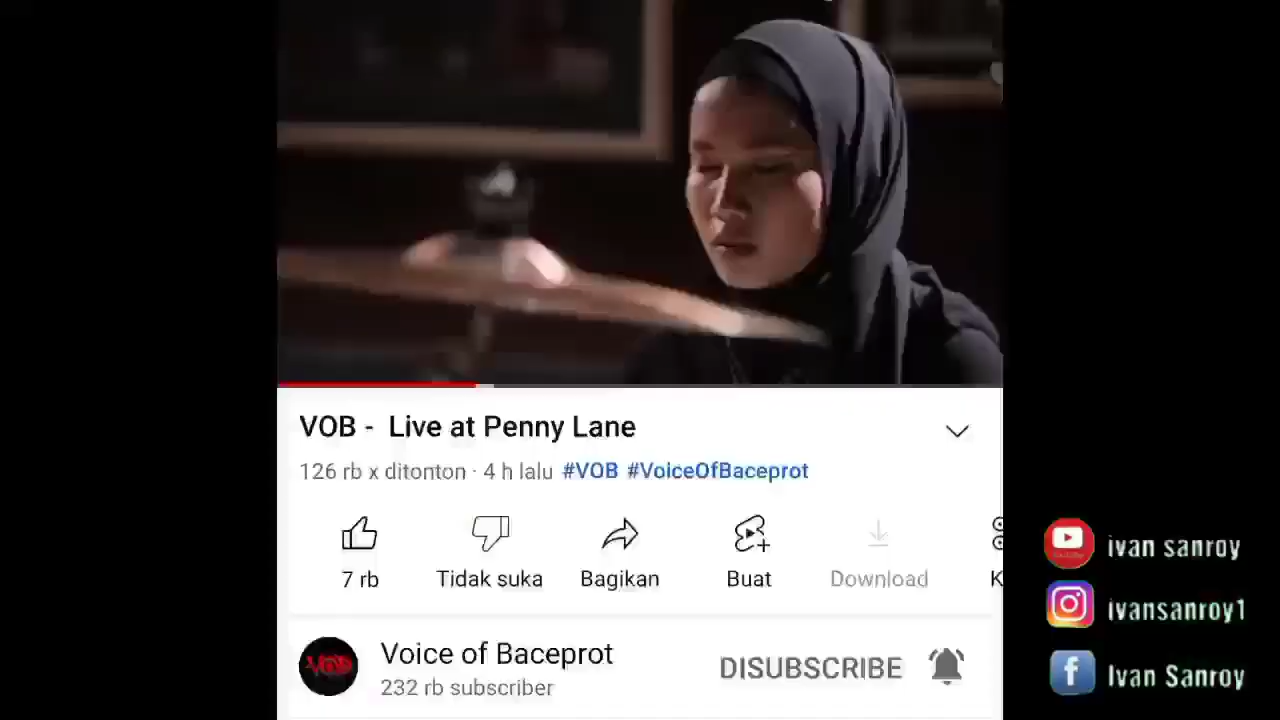 VOB - Live at Penny Lane
126 rb x ditonton · 4 h lalu #VOB #VoiceOfBaceprot
7 rb
Tidak suka
Bagikan
Buat
Download
K
VOB
Voice of Baceprot
232 rb subscriber
DISUBSCRIBE
ivan sanroy
ivansanroy1
f
Ivan Sanroy